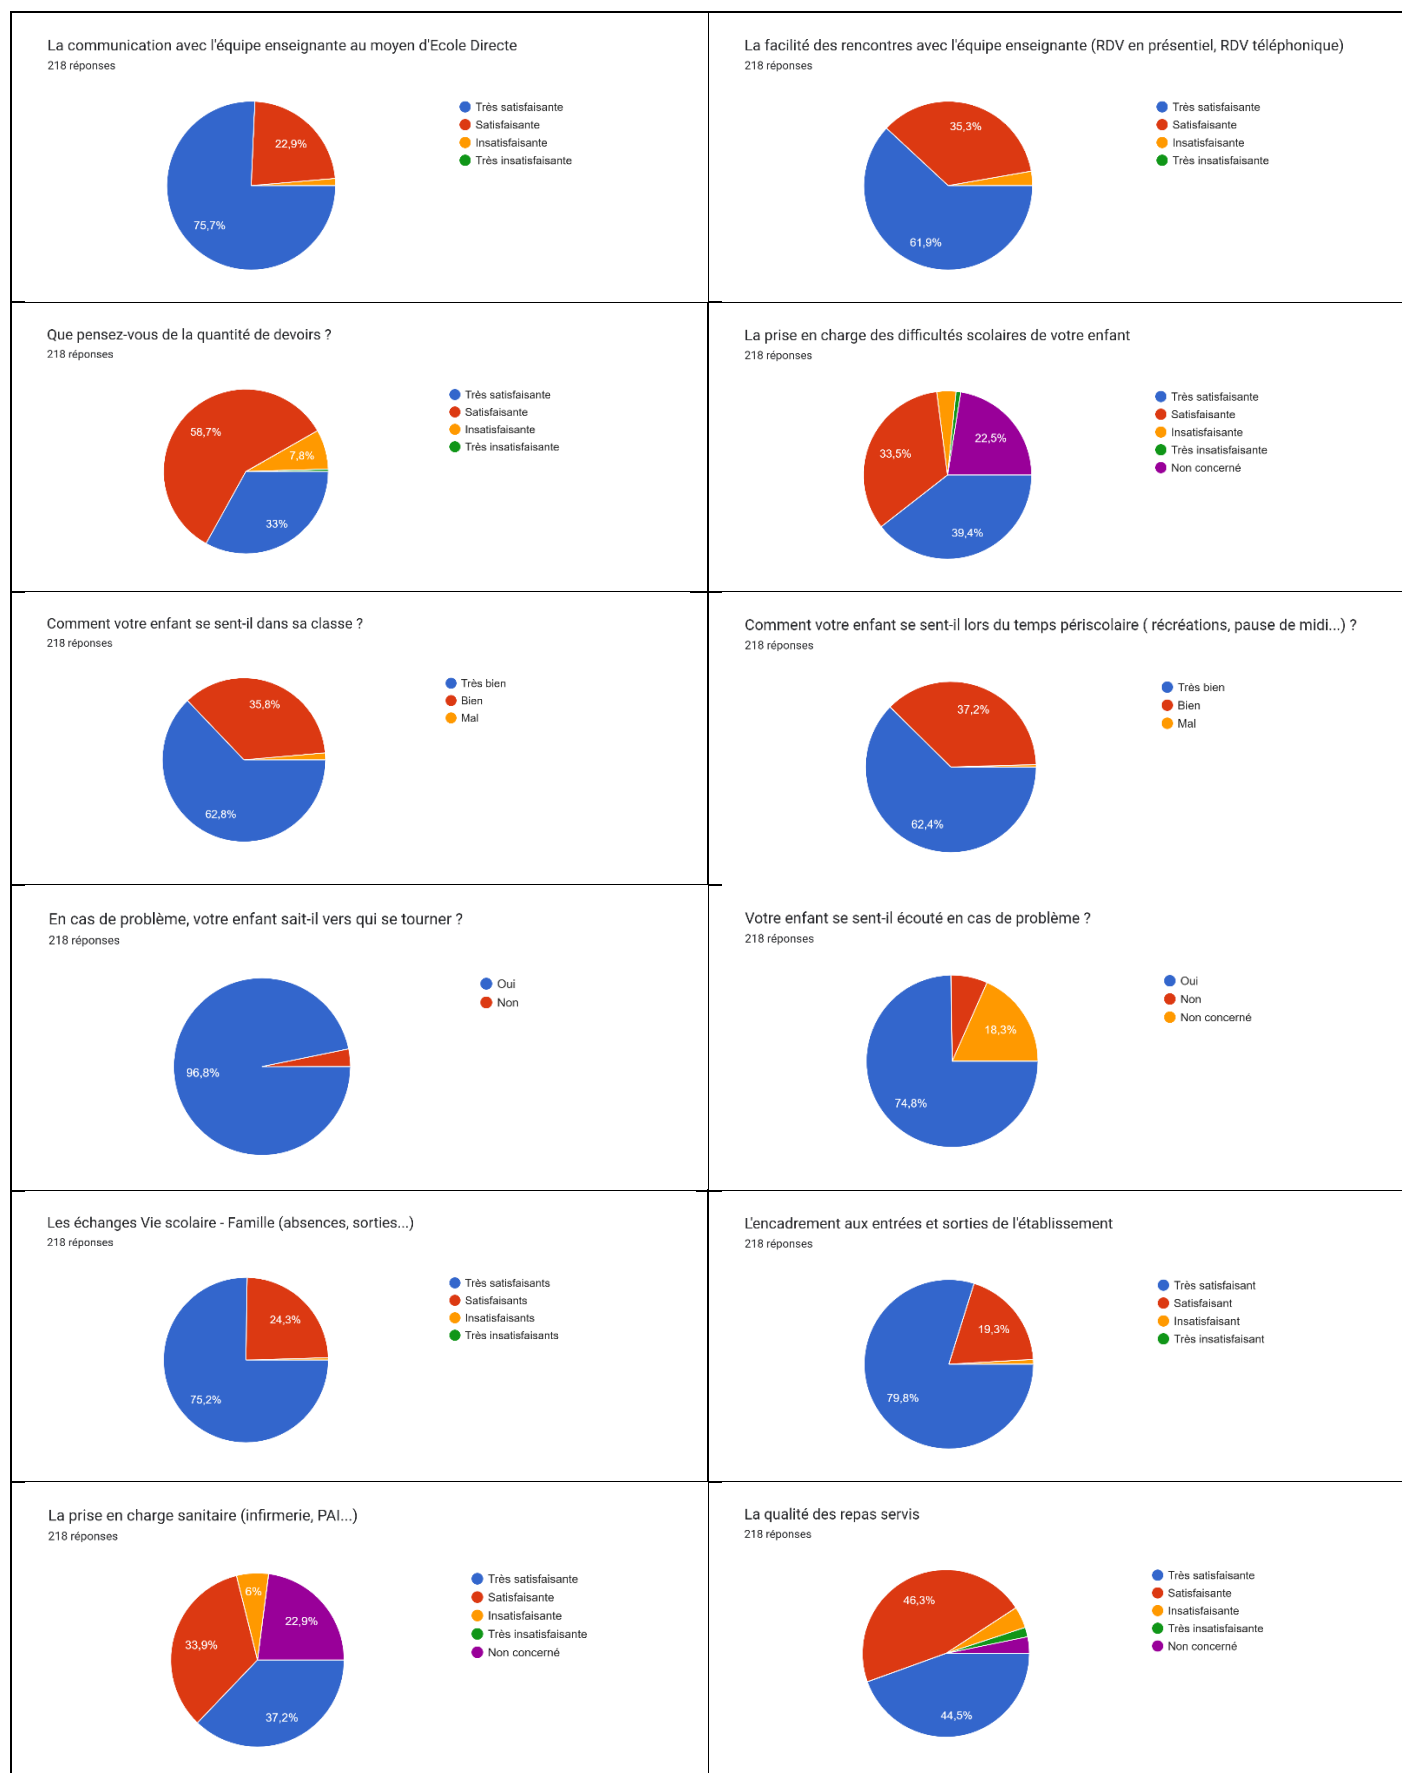 La communication avec l'équipe enseignante au moyen d'Ecole Directe
218 réponses
Très satisfaisante
Satisfaisante
Insatisfaisante
Très insatisfaisante
22,9%
75,7%
La facilité des rencontres avec l'équipe enseignante (RDV en présentiel, RDV téléphonique)
218 réponses
Très satisfaisante
Satisfaisante
Insatisfaisante
Très insatisfaisante
35,3%
61,9%
Que pensez-vous de la quantité de devoirs ?
218 réponses
Très satisfaisante
Satisfaisante
Insatisfaisante
Très insatisfaisante
58,7%
7,8%
33%
La prise en charge des difficultés scolaires de votre enfant
218 réponses
Très satisfaisante
Satisfaisante
Insatisfaisante
Très insatisfaisante
Non concerné
22,5%
33,5%
39,4%
Comment votre enfant se sent-il dans sa classe ?
218 réponses
Très bien
Bien
Mal
35,8%
62,8%
Comment votre enfant se sent-il lors du temps périscolaire ( récréations, pause de midi...) ?
218 réponses
Très bien
Bien
Mal
37,2%
62,4%
En cas de problème, votre enfant sait-il vers qui se tourner ?
218 réponses
Oui
Non
96,8%
Votre enfant se sent-il écouté en cas de problème ?
218 réponses
Oui
Non
Non concerné
18,3%
74,8%
Les échanges Vie scolaire - Famille (absences, sorties...)
218 réponses
Très satisfaisants
Satisfaisants
Insatisfaisants
Très insatisfaisants
24,3%
75,2%
L'encadrement aux entrées et sorties de l'établissement
218 réponses
Très satisfaisant
Satisfaisant
Insatisfaisant
Très insatisfaisant
19,3%
79,8%
La prise en charge sanitaire (infirmerie, PAI...)
218 réponses
Très satisfaisante
Satisfaisante
Insatisfaisante
Très insatisfaisante
Non concerné
6%
22,9%
33,9%
37,2%
La qualité des repas servis
218 réponses
Très satisfaisante
Satisfaisante
Insatisfaisante
Très insatisfaisante
Non concerné
46,3%
44,5%